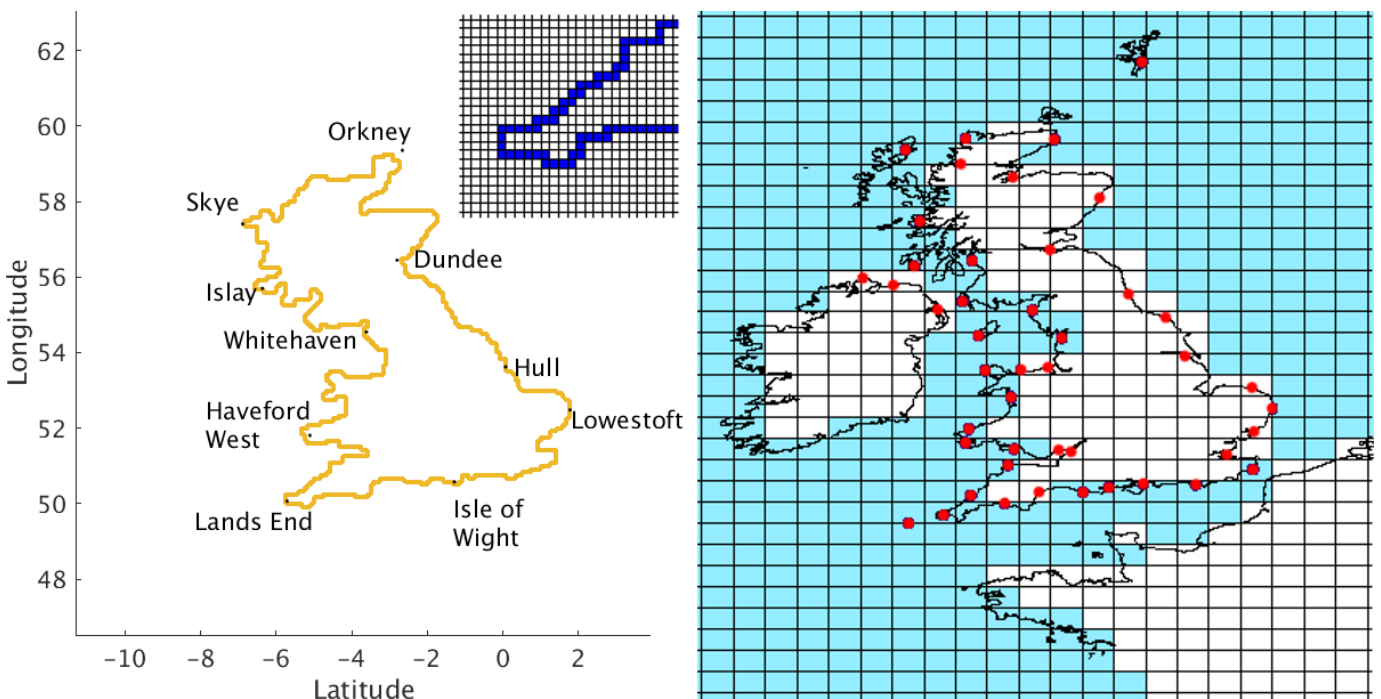 62
60
58
56
54
52
50
48
Longitude
Orkney
Skye
Dundee
Islay
Whitehaven
Hull
Haveford
West
Lowestoft
Lands End
Isle of
Wight
-10
-8
-6
-4
-2
0
2
Latitude